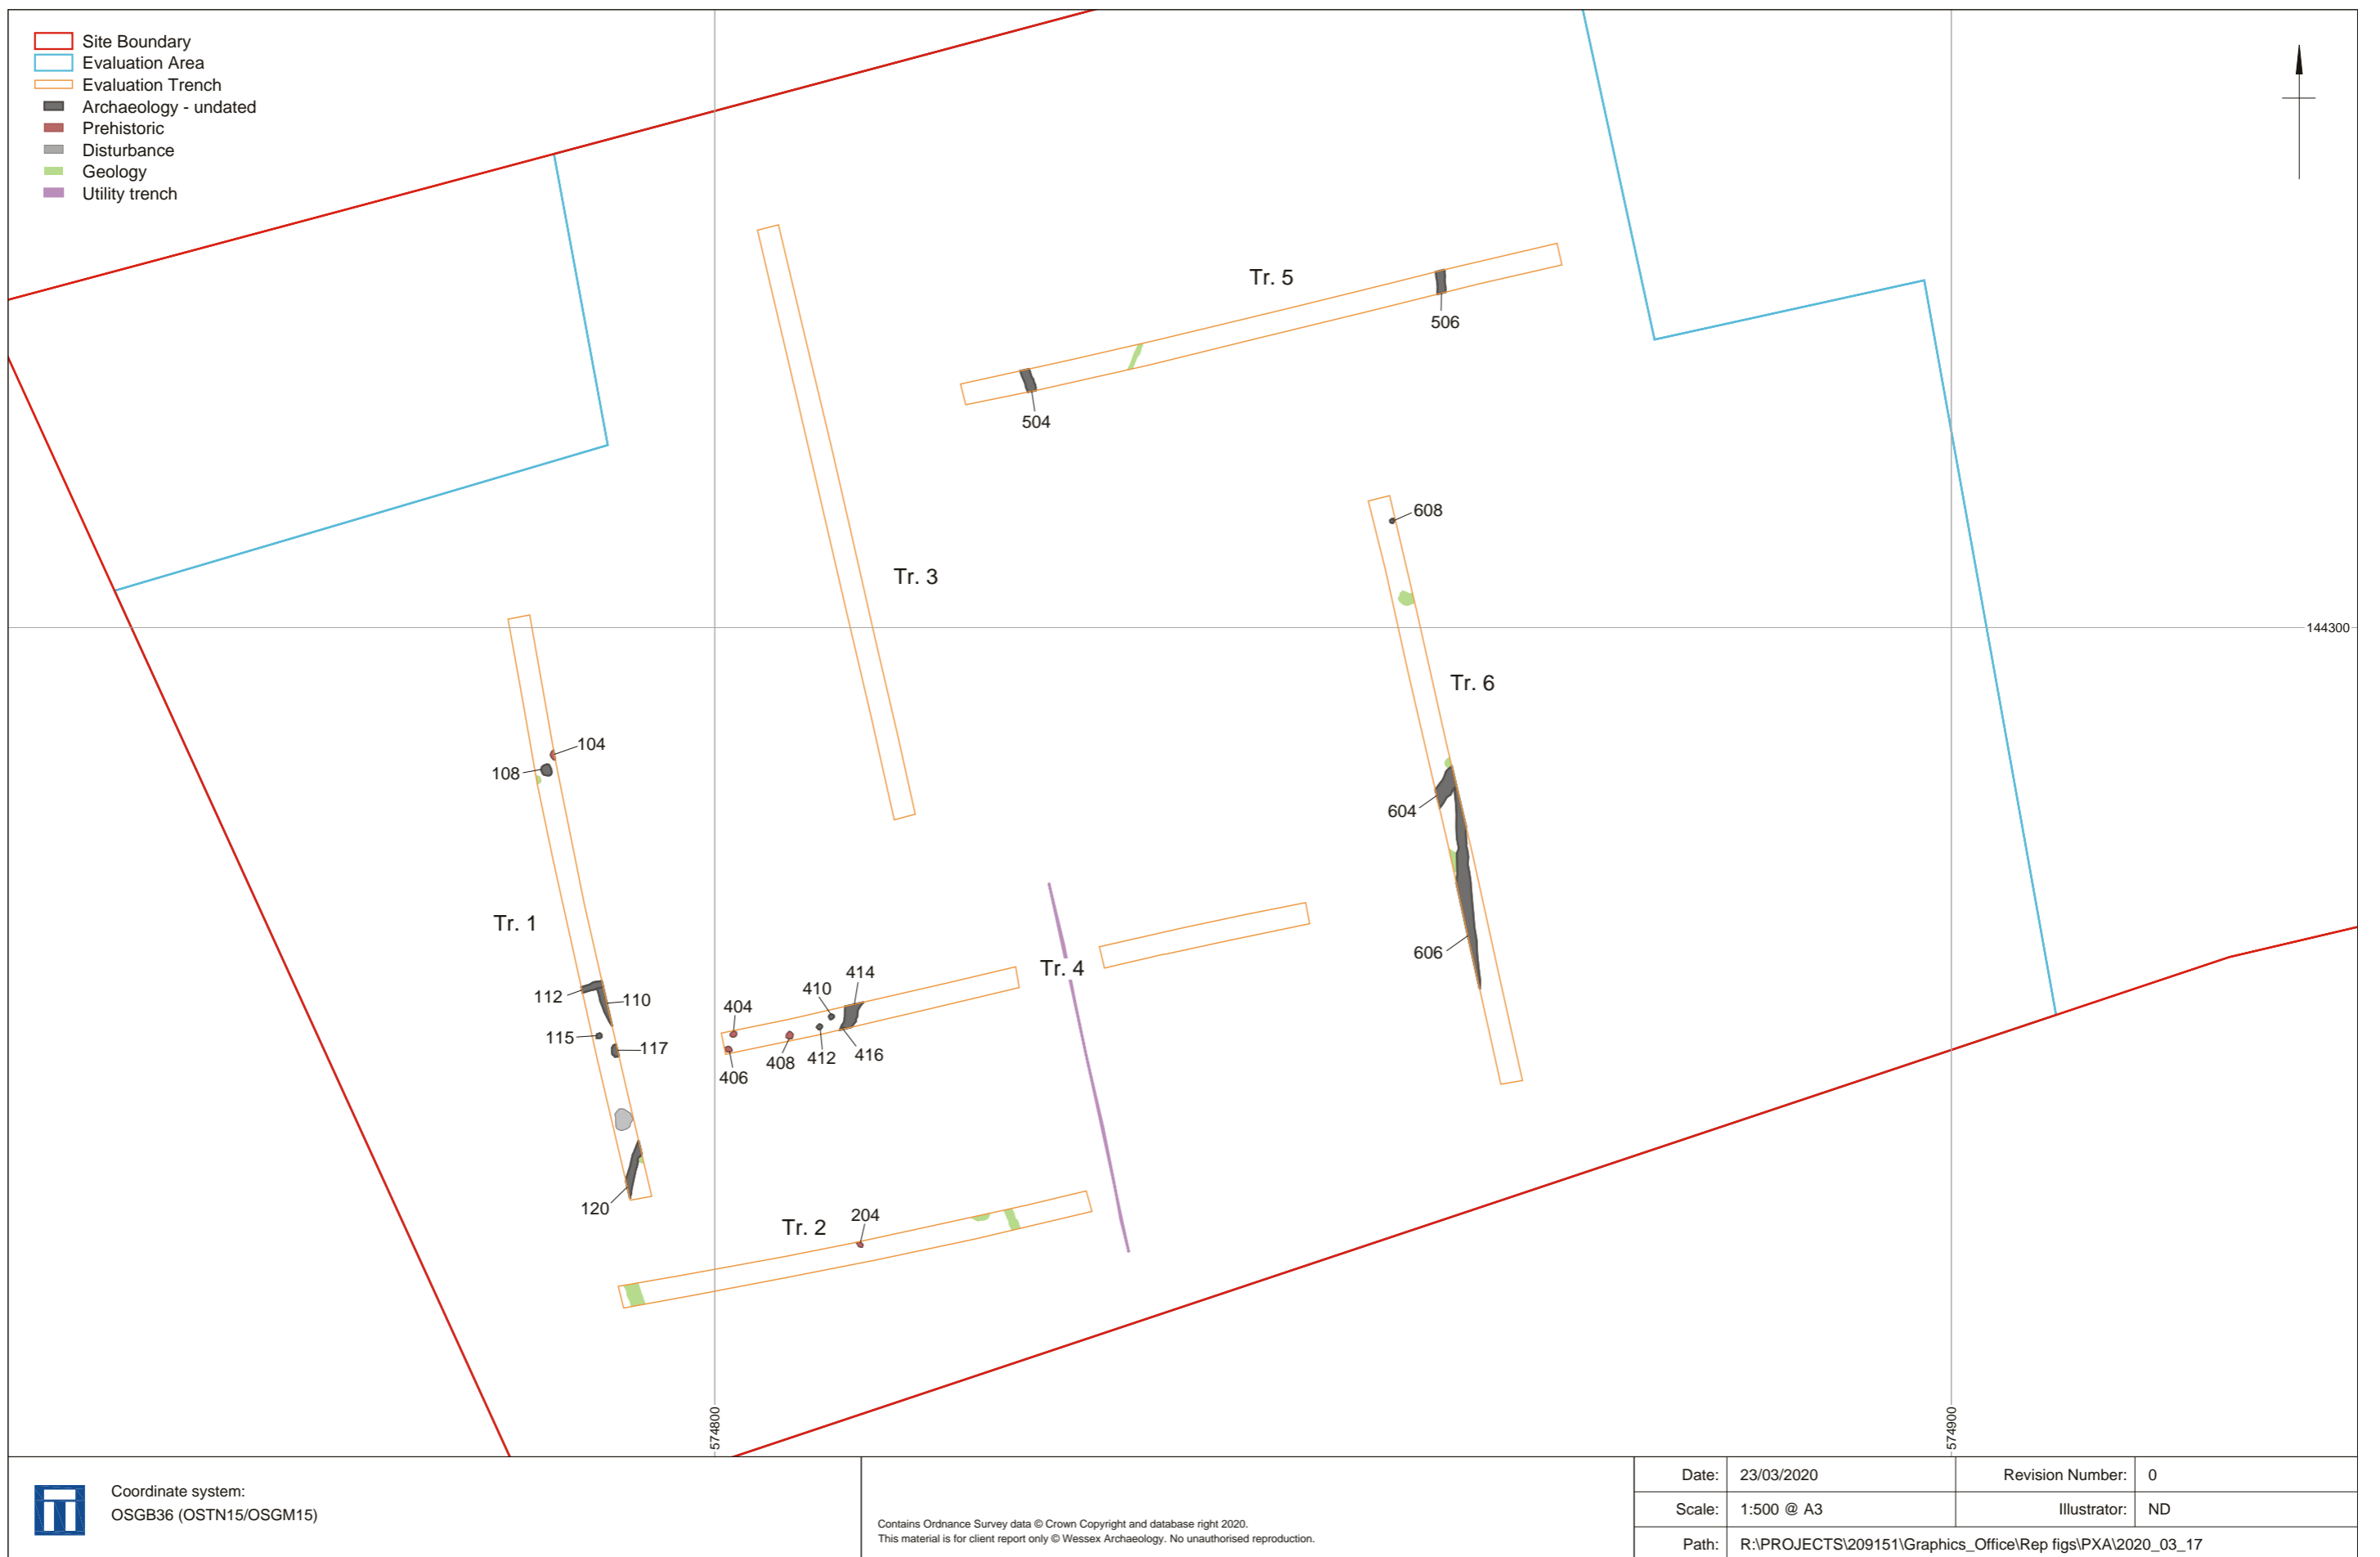 Site Boundary
Evaluation Area
Evaluation Trench
Archaeology - undated
Prehistoric
Disturbance
Geology
Utility trench
Tr. 5
506
504
608
Tr. 3
144300
Tr. 6
104
108
604
Tr. 1
606
Tr. 4
414
410
112
110
404
115
117
408
412
416
406
120
Tr. 2
204
574800
574900
Coordinate system:
OSGB36 (OSTN15/OSGM15)
Contains Ordnance Survey data © Crown Copyright and database right 2020.
This material is for client report only © Wessex Archaeology. No unauthorised reproduction.
Date: 23/03/2020 Revision Number: 0
Scale: 1:500 @ A3 Illustrator: ND
Path: R:\PROJECTS\209151\Graphics_Office\Rep figs\PXA\2020_03_17